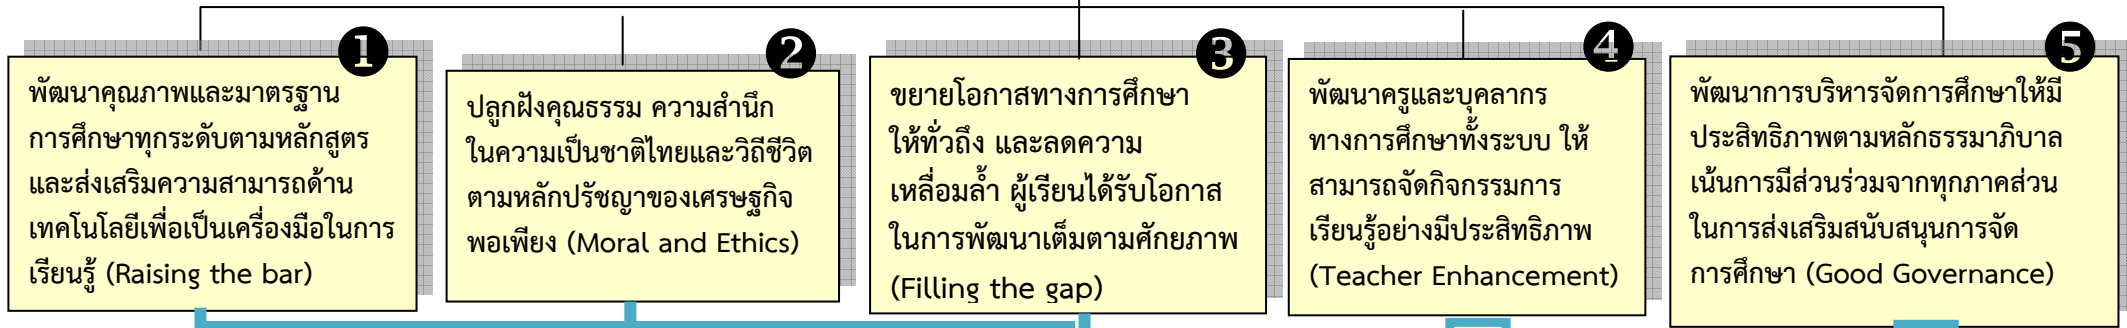 ❶
พัฒนาคุณภาพและมาตรฐาน
การศึกษาทุกระดับตามหลักสูตร
และส่งเสริมความสามารถด้าน
เทคโนโลยีเพื่อเป็นเครื่องมือในการ
เรียนรู้ (Raising the bar)
❷
ปลูกฝังคุณธรรม ความสำนึก
ในความเป็นชาติไทยและวิถีชีวิต
ตามหลักปรัชญาของเศรษฐกิจ
พอเพียง (Moral and Ethics)
❸
ขยายโอกาสทางการศึกษา
ให้ทั่วถึง และลดความ
เหลื่อมล้ำ ผู้เรียนได้รับโอกาส
ในการพัฒนาเต็มตามศักยภาพ
(Filling the gap)
❹
พัฒนาครูและบุคลากร
ทางการศึกษาทั้งระบบ ให้
สามารถจัดกิจกรรมการ
เรียนรู้อย่างมีประสิทธิภาพ
(Teacher Enhancement)
❺
พัฒนาการบริหารจัดการศึกษาให้มี
ประสิทธิภาพตามหลักธรรมาภิบาล
เน้นการมีส่วนร่วมจากทุกภาคส่วน
ในการส่งเสริมสนับสนุนการจัด
การศึกษา (Good Governance)